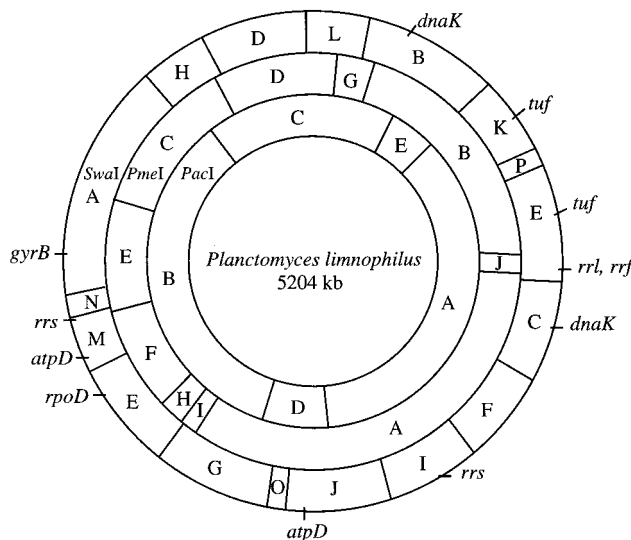 D
L
dnaK
B
H
D
G
K
tuf
C
C
E
B
P
SwaI
PmeI
PacI
A
E
tuf
gyrB
E
B
Planctomyces limnophilus
5204 kb
J
rrl, rrf
N
A
C
dnaK
rrs
M
F
atpD
rpoD
E
H
I
D
A
F
G
O
J
I
rrs
atpD